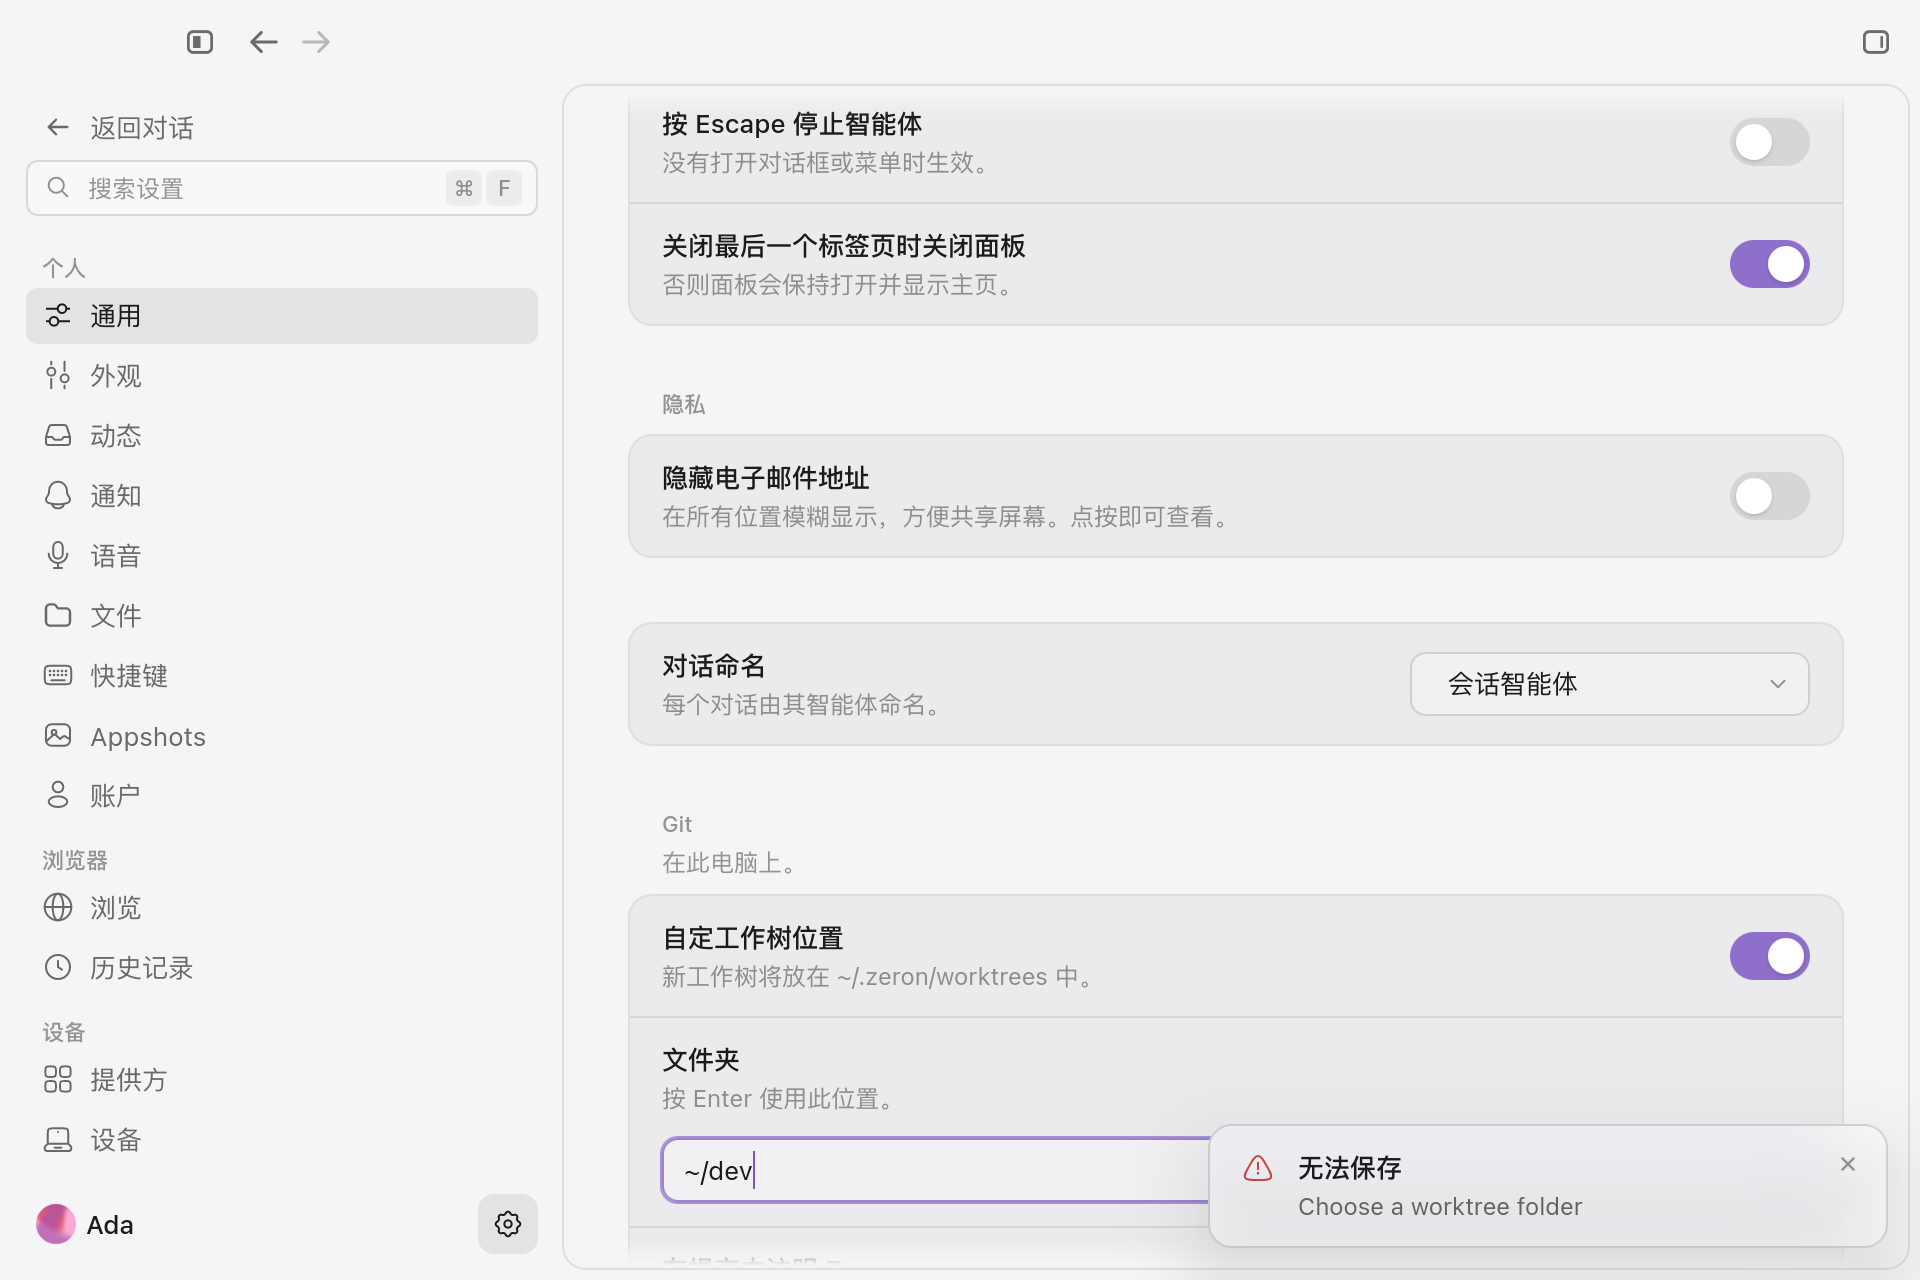 返回对话
搜索设置 ⌘ F
个人
通用
外观
动态
通知
语音
文件
快捷键
Appshots
账户
浏览器
浏览
历史记录
设备
提供方
设备
Ada
按 Escape 停止智能体
没有打开对话框或菜单时生效。
关闭最后一个标签页时关闭面板
否则面板会保持打开并显示主页。
隐私
隐藏电子邮件地址
在所有位置模糊显示，方便共享屏幕。点按即可查看。
对话命名
每个对话由其智能体命名。
会话智能体
Git
在此电脑上。
自定工作树位置
新工作树将放在 ~/.zeron/worktrees 中。
文件夹
按 Enter 使用此位置。
~/dev
无法保存
Choose a worktree folder